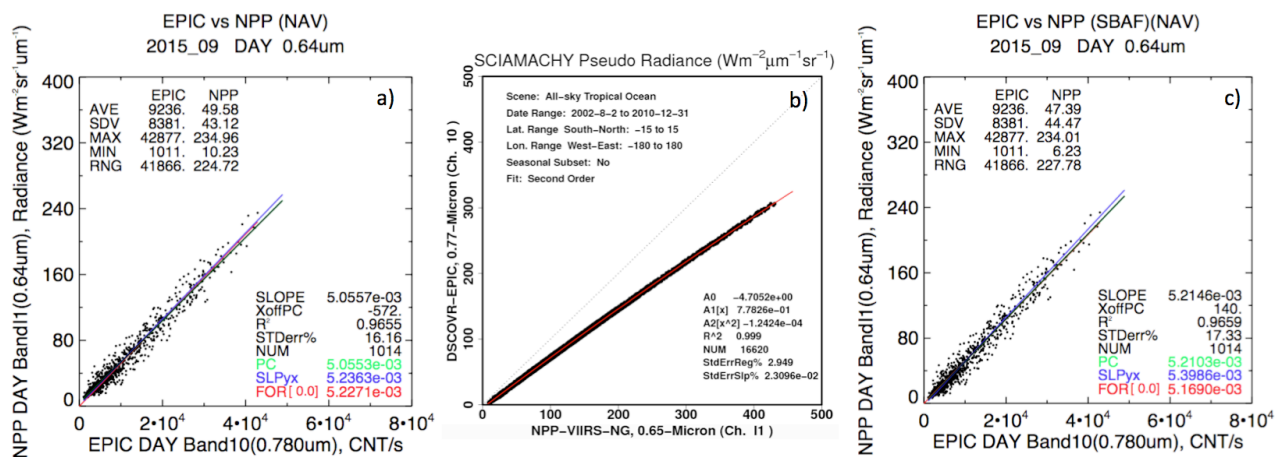 EPIC vs NPP (NAV)
2015_09 DAY 0.64um
a)
EPIC NPP
AVE 9236. 49.58
SDV 8381. 43.12
MAX 42877. 234.96
MIN 1011. 10.23
RNG 41866. 224.72
SLOPE 5.0557e-03
XoffPC -572.
R² 0.9655
STDerr% 16.16
NUM 1014
PC 5.0553e-03
SLPyx 5.2363e-03
FOR[ 0.0] 5.2271e-03
400
320
240
160
80
0
0 2•10⁴ 4•10⁴ 6•10⁴ 8•10⁴
NPP DAY BandI1(0.64um), Radiance (Wm⁻²sr⁻¹um⁻¹)
EPIC DAY Band10(0.780um), CNT/s
SCIAMACHY Pseudo Radiance (Wm⁻²μm⁻¹sr⁻¹)
b)
Scene: All-sky Tropical Ocean
Date Range: 2002-8-2 to 2010-12-31
Lat. Range South-North: -15 to 15
Lon. Range West-East: -180 to 180
Seasonal Subset: No
Fit: Second Order
A0 -4.7052e+00
A1[x] 7.7826e-01
A2[x^2] -1.2424e-04
R^2 0.999
NUM 16620
StdErrReg% 2.949
StdErrSlp% 2.3096e-02
500
400
300
200
100
0
0 100 200 300 400 500
DSCOVR-EPIC, 0.77-Micron (Ch. 10)
NPP-VIIRS-NG, 0.65-Micron (Ch. I1)
EPIC vs NPP (SBAF)(NAV)
2015_09 DAY 0.64um
c)
EPIC NPP
AVE 9236. 47.39
SDV 8381. 44.47
MAX 42877. 234.01
MIN 1011. 6.23
RNG 41866. 227.78
SLOPE 5.2146e-03
XoffPC 140.
R² 0.9659
STDerr% 17.33
NUM 1014
PC 5.2103e-03
SLPyx 5.3986e-03
FOR[ 0.0] 5.1690e-03
400
320
240
160
80
0
0 2•10⁴ 4•10⁴ 6•10⁴ 8•10⁴
NPP DAY BandI1(0.64um), Radiance (Wm⁻²sr⁻¹um⁻¹)
EPIC DAY Band10(0.780um), CNT/s